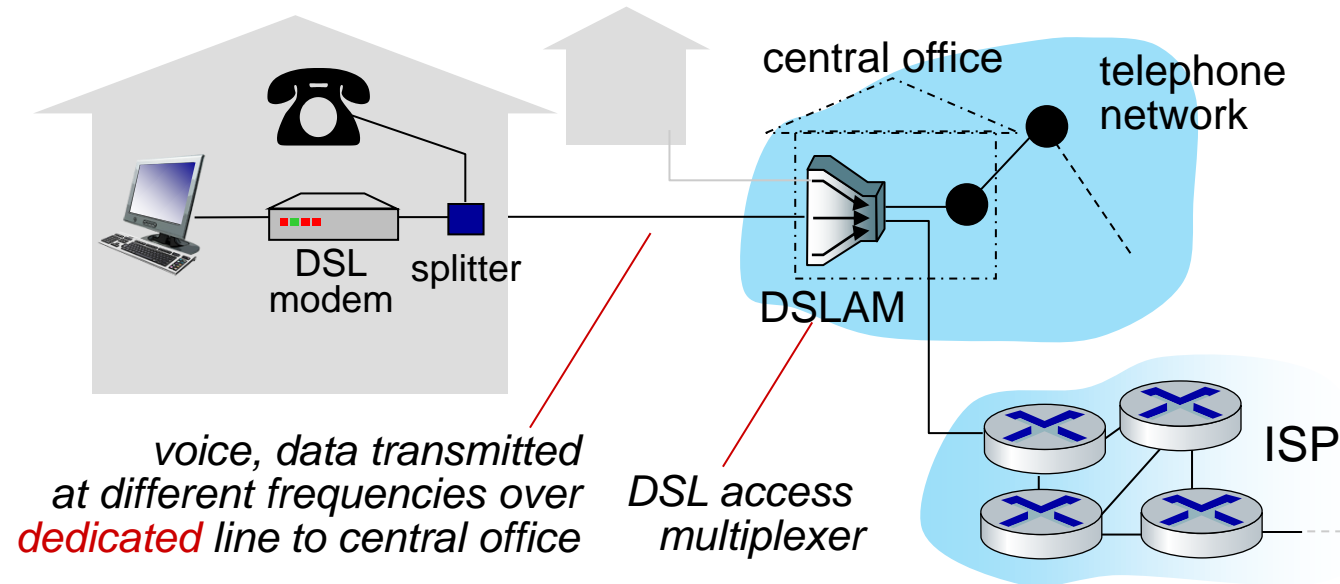 central office
telephone
network
DSL
modem
splitter
DSLAM
ISP
voice, data transmitted
at different frequencies over
dedicated line to central office
DSL access
multiplexer